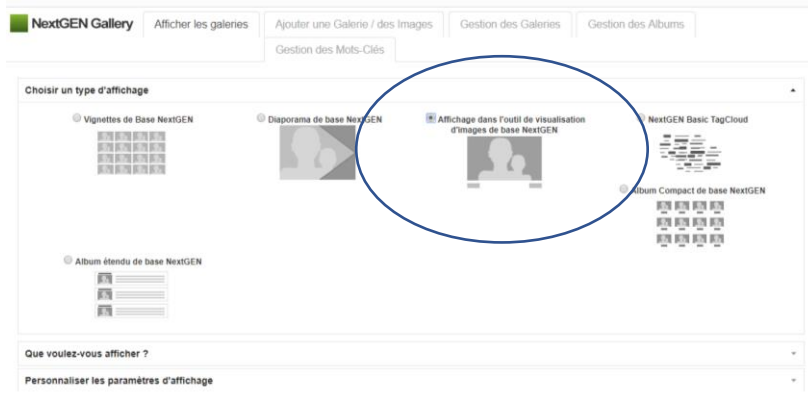 NextGEN Gallery
Afficher les galeries
Ajouter une Galerie / des Images
Gestion des Galeries
Gestion des Albums
Gestion des Mots-Clés
Choisir un type d'affichage
Vignettes de Base NextGEN
Diaporama de base NextGEN
Affichage dans l'outil de visualisation
d'images de base NextGEN
NextGEN Basic TagCloud
Album Compact de base NextGEN
Album étendu de base NextGEN
Que voulez-vous afficher ?
Personnaliser les paramètres d'affichage